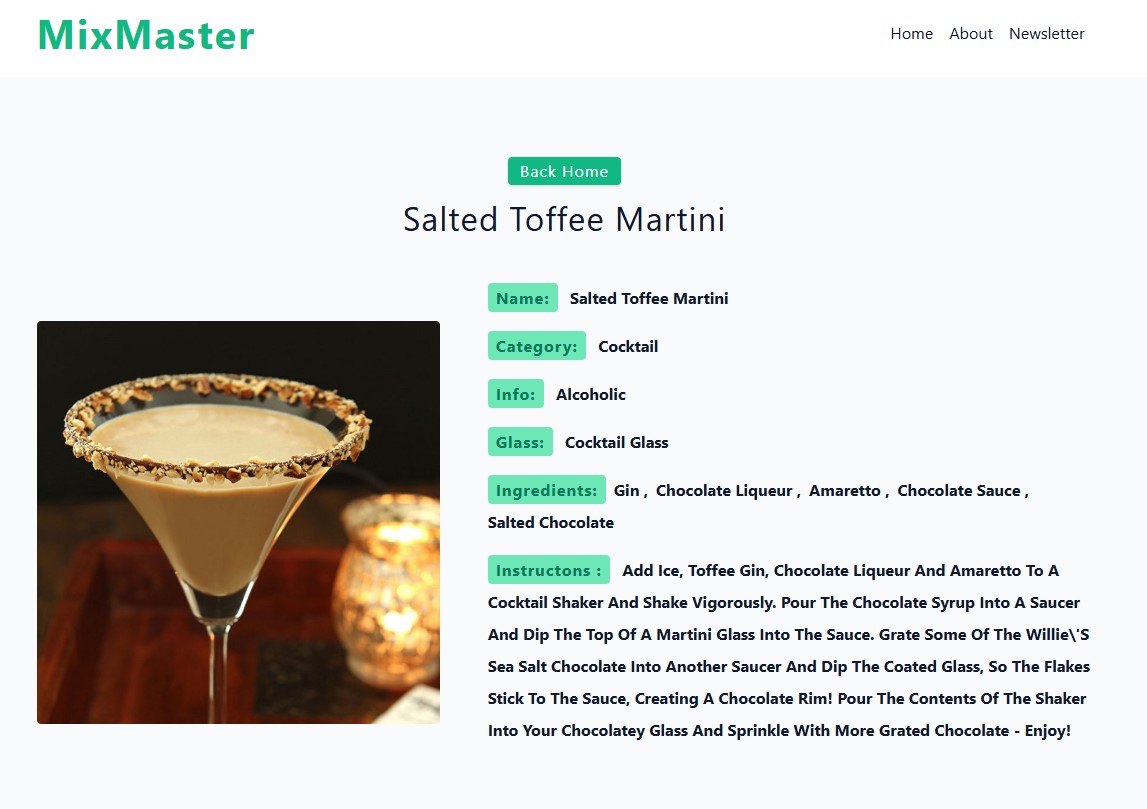 MixMaster
Home About Newsletter
Back Home
Salted Toffee Martini
Name: Salted Toffee Martini
Category: Cocktail
Info: Alcoholic
Glass: Cocktail Glass
Ingredients: Gin , Chocolate Liqueur , Amaretto , Chocolate Sauce ,
Salted Chocolate
Instructons : Add Ice, Toffee Gin, Chocolate Liqueur And Amaretto To A
Cocktail Shaker And Shake Vigorously. Pour The Chocolate Syrup Into A Saucer
And Dip The Top Of A Martini Glass Into The Sauce. Grate Some Of The Willie\'S
Sea Salt Chocolate Into Another Saucer And Dip The Coated Glass, So The Flakes
Stick To The Sauce, Creating A Chocolate Rim! Pour The Contents Of The Shaker
Into Your Chocolatey Glass And Sprinkle With More Grated Chocolate - Enjoy!